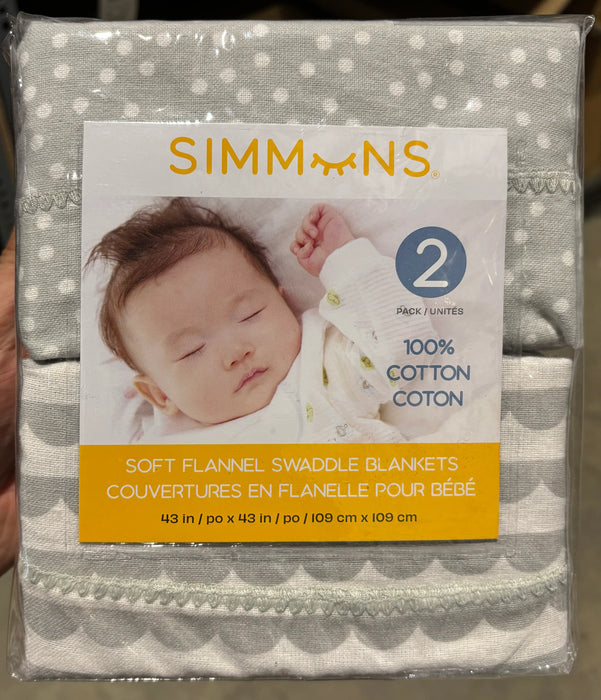 SIMMONS®
2
PACK / UNITÉS
100%
COTTON
COTON
SOFT FLANNEL SWADDLE BLANKETS
COUVERTURES EN FLANELLE POUR BÉBÉ
43 in / po x 43 in / po / 109 cm x 109 cm